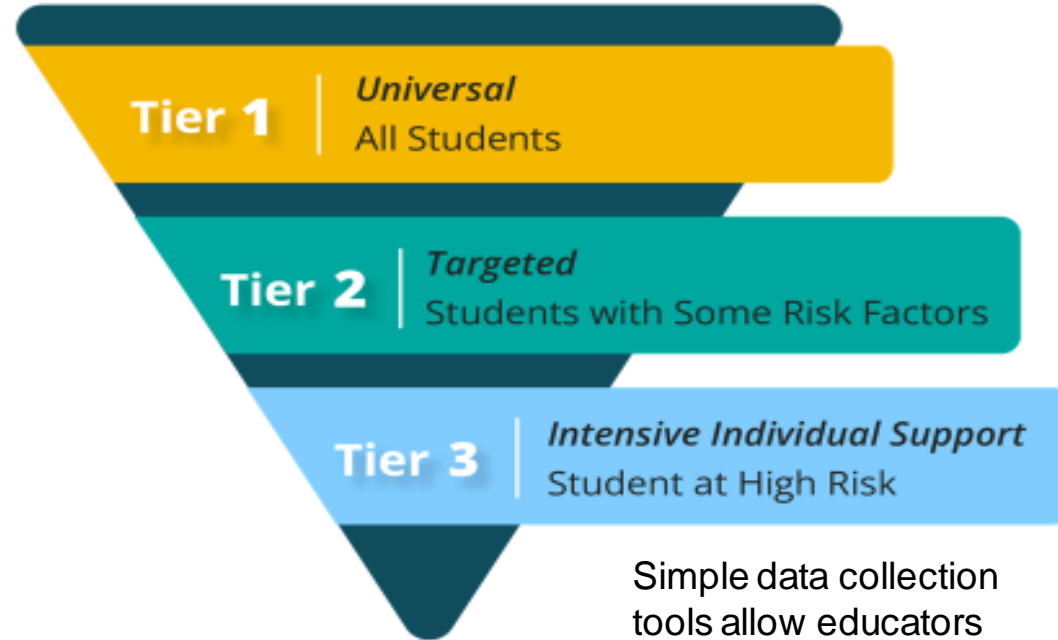 Tier 1
Universal
All Students
Tier 2
Targeted
Students with Some Risk Factors
Tier 3
Intensive Individual Support
Student at High Risk
Simple data collection
tools allow educators